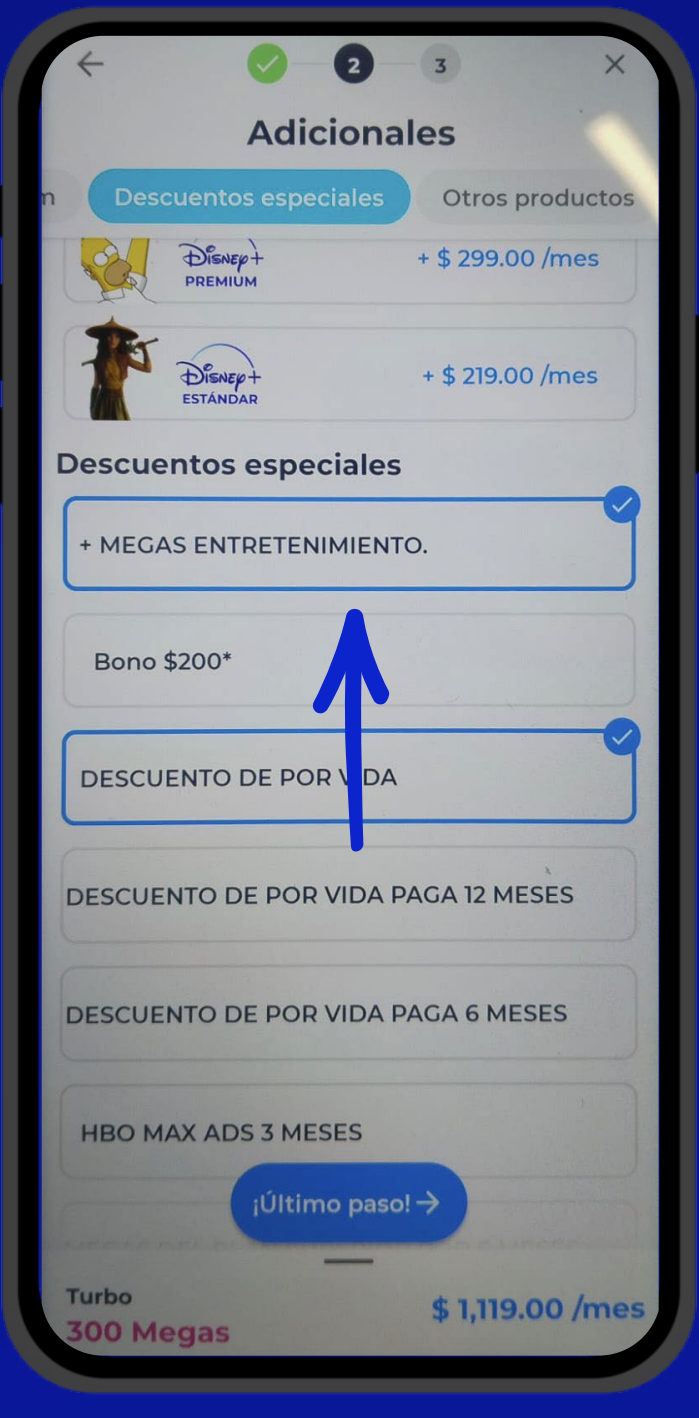 2
3
Adicionales
m
Descuentos especiales
Otros productos
Disney+
PREMIUM
+ $ 299.00 /mes
Disney+
ESTÁNDAR
+ $ 219.00 /mes
Descuentos especiales
+ MEGAS ENTRETENIMIENTO.
Bono $200*
DESCUENTO DE POR VIDA
DESCUENTO DE POR VIDA PAGA 12 MESES
DESCUENTO DE POR VIDA PAGA 6 MESES
HBO MAX ADS 3 MESES
¡Último paso!
Turbo
300 Megas
$ 1,119.00 /mes